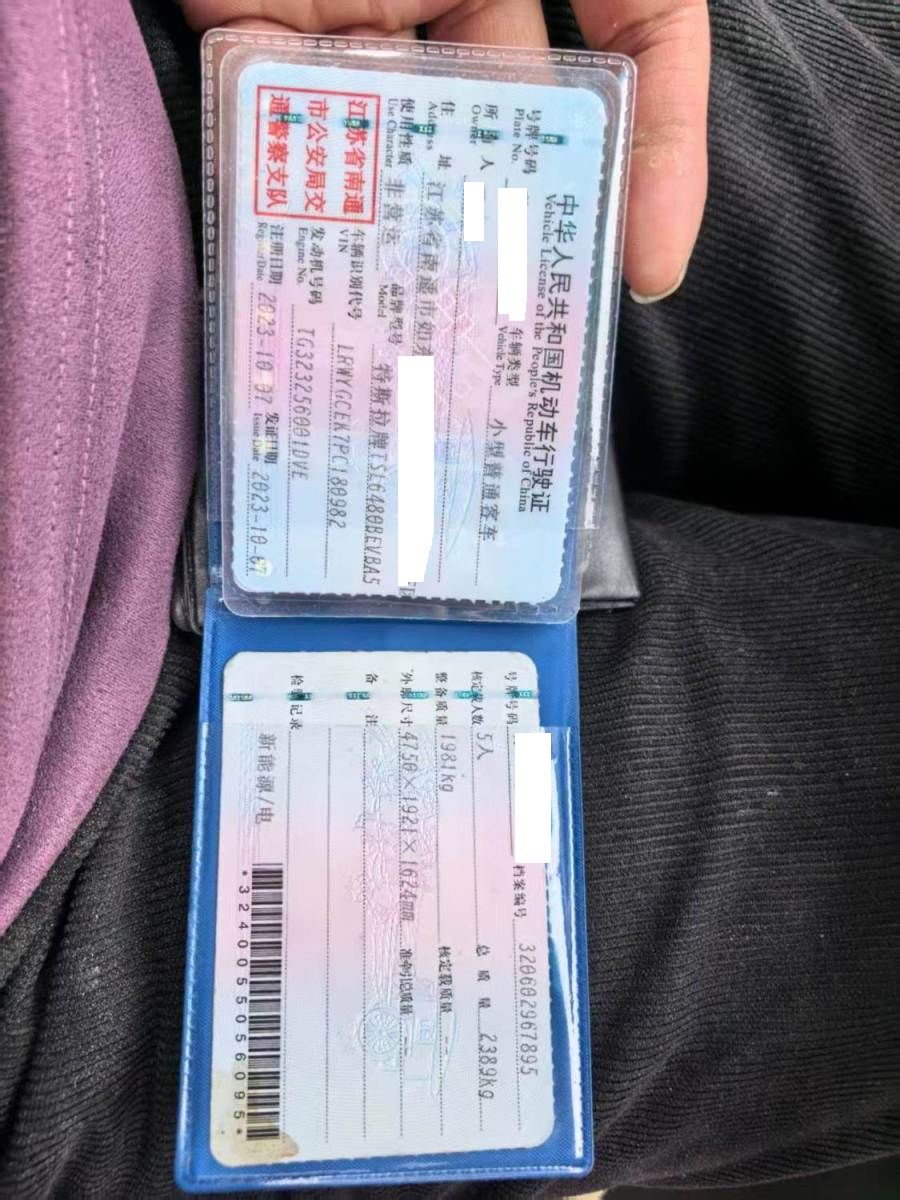 中华人民共和国机动车行驶证
Vehicle License of the People's Republic of China
号牌号码
Plate No.
车辆类型 小型普通客车
Vehicle Type
所有人
Owner
住 址 江苏省南通市如
Address
使用性质 非营运
Use Character
品牌型号 特斯拉牌TSL6480BEVBA5
Model
江苏省南通
市公安局交
通警察支队
车辆识别代号 LRWYGCEK7PC180982
VIN
发动机号码 TG323256001DVE
Engine No.
注册日期 2023-10-07
Register Date
发证日期 2023-10-07
Issue Date
号牌号码
档案编号 320602967895
核定载人数 5人
总质量 2389kg
整备质量 1981kg
核定载质量 --
外廓尺寸 4750×1921×1624mm
准牵引总质量 --
备 注
检验记录
新能源/电
*3240055056095*